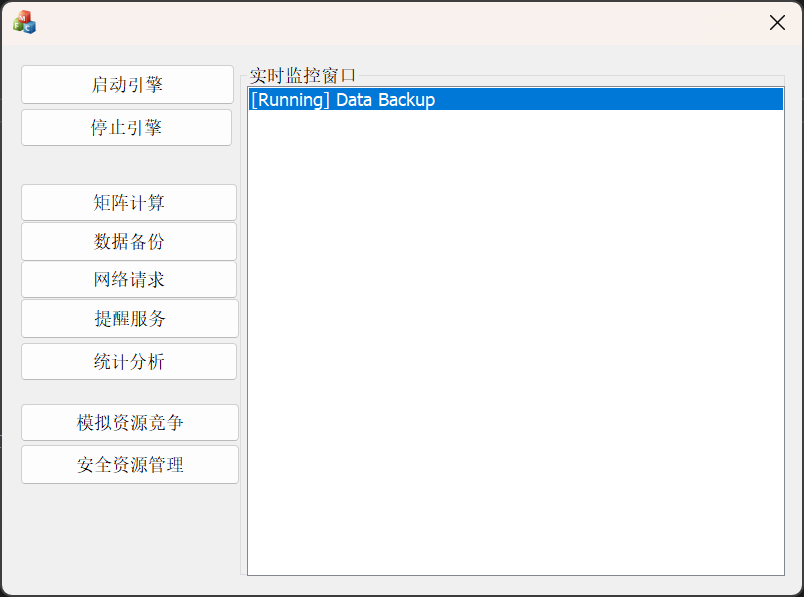 启动引擎
停止引擎
矩阵计算
数据备份
网络请求
提醒服务
统计分析
模拟资源竞争
安全资源管理
实时监控窗口
[Running] Data Backup